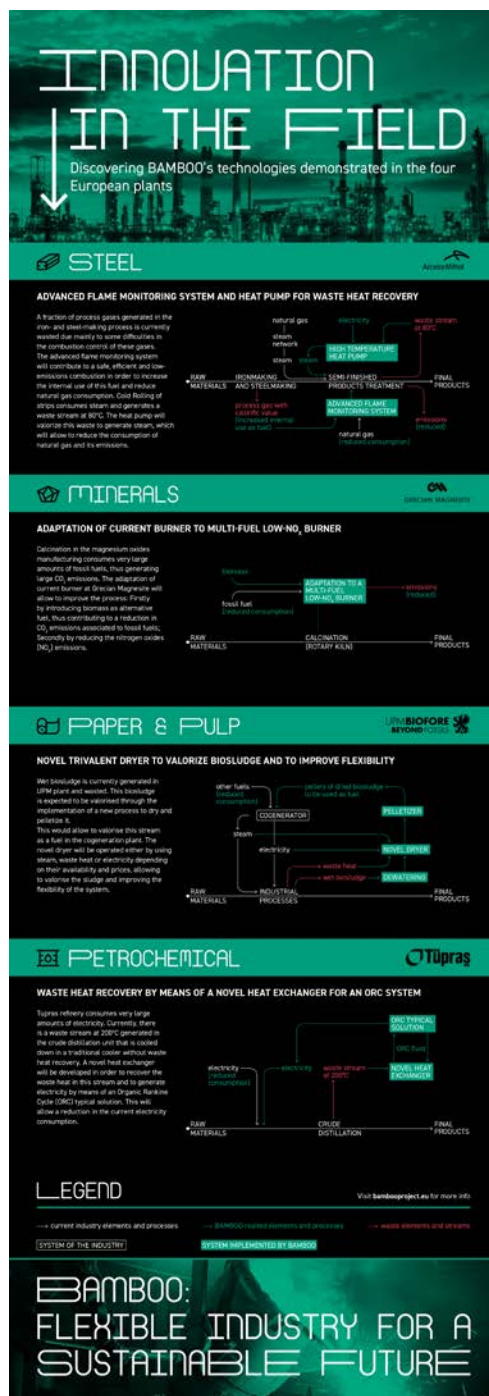 INNOVATION
IN THE FIELD
Discovering BAMBOO's technologies demonstrated in the four
European plants
STEEL
ArcelorMittal
ADVANCED FLAME MONITORING SYSTEM AND HEAT PUMP FOR WASTE HEAT RECOVERY
A fraction of process gases generated in the
iron- and steel-making process is currently
wasted due mainly to some difficulties in
the combustion control of these gases.
The advanced flame monitoring system
will contribute to a safe, efficient and low-
emissions combustion in order to increase
the internal use of this fuel and reduce
natural gas consumption. Cold Rolling of
strips consumes steam and generates a
waste stream at 80ºC. The heat pump will
valorize this waste to generate steam, which
will allow to reduce the consumption of
natural gas and its emissions.
natural gas
electricity
waste stream
at 80ºC
steam
network
HIGH TEMPERATURE
HEAT PUMP
steam
steam
RAW
MATERIALS
IRONMAKING
AND STEELMAKING
SEMI-FINISHED
PRODUCTS TREATMENT
FINAL
PRODUCTS
process gas with
calorific value
(increased internal
use as fuel)
ADVANCED FLAME
MONITORING SYSTEM
emissions
(reduced)
natural gas
(reduced consumption)
MINERALS
GRECIAN MAGNESITE
ADAPTATION OF CURRENT BURNER TO MULTI-FUEL LOW-NOₓ BURNER
Calcination in the magnesium oxides
manufacturing consumes very large
amounts of fossil fuels, thus generating
large CO₂ emissions. The adaptation of
current burner at Grecian Magnesite will
allow to improve the process: Firstly
by introducing biomass as alternative
fuel, thus contributing to a reduction in
CO₂ emissions associated to fossil fuels;
Secondly by reducing the nitrogen oxides
(NOₓ) emissions.
biomass
fossil fuel
(reduced consumption)
ADAPTATION TO A
MULTI-FUEL
LOW-NOₓ BURNER
emissions
(reduced)
RAW
MATERIALS
CALCINATION
(ROTARY KILN)
FINAL
PRODUCTS
PAPER & PULP
UPM BIOFORE
BEYOND FOSSILS
NOVEL TRIVALENT DRYER TO VALORIZE BIOSLUDGE AND TO IMPROVE FLEXIBILITY
Wet biosludge is currently generated in
UPM plant and wasted. This biosludge
is expected to be valorised through the
implementation of a new process to dry and
pelletize it.
This would allow to valorise this stream
as a fuel in the cogeneration plant. The
novel dryer will be operated either by using
steam, waste heat or electricity depending
on their availability and prices, allowing
to valorise the sludge and improving the
flexibility of the system.
other fuels
(reduced
consumption)
pellets of dried biosludge
to be used as fuel
COGENERATOR
PELLETIZER
steam
electricity
NOVEL DRYER
waste heat
wet biosludge
DEWATERING
RAW
MATERIALS
INDUSTRIAL
PROCESSES
FINAL
PRODUCTS
PETROCHEMICAL
Tüpraş
WASTE HEAT RECOVERY BY MEANS OF A NOVEL HEAT EXCHANGER FOR AN ORC SYSTEM
Tupras refinery consumes very large
amounts of electricity. Currently, there
is a waste stream at 200ºC generated in
the crude distillation unit that is cooled
down in a traditional cooler without waste
heat recovery. A novel heat exchanger
will be developed in order to recover the
waste heat in this stream and to generate
electricity by means of an Organic Rankine
Cycle (ORC) typical solution. This will
allow a reduction in the current electricity
consumption.
ORC TYPICAL
SOLUTION
ORC fluid
electricity
(reduced
consumption)
electricity
waste stream
at 200ºC
NOVEL HEAT
EXCHANGER
RAW
MATERIALS
CRUDE
DISTILLATION
FINAL
PRODUCTS
LEGEND
Visit bambooproject.eu for more info
current industry elements and processes
BAMBOO related elements and processes
waste elements and streams
SYSTEM OF THE INDUSTRY
SYSTEM IMPLEMENTED BY BAMBOO
BAMBOO:
FLEXIBLE INDUSTRY FOR A
SUSTAINABLE FUTURE